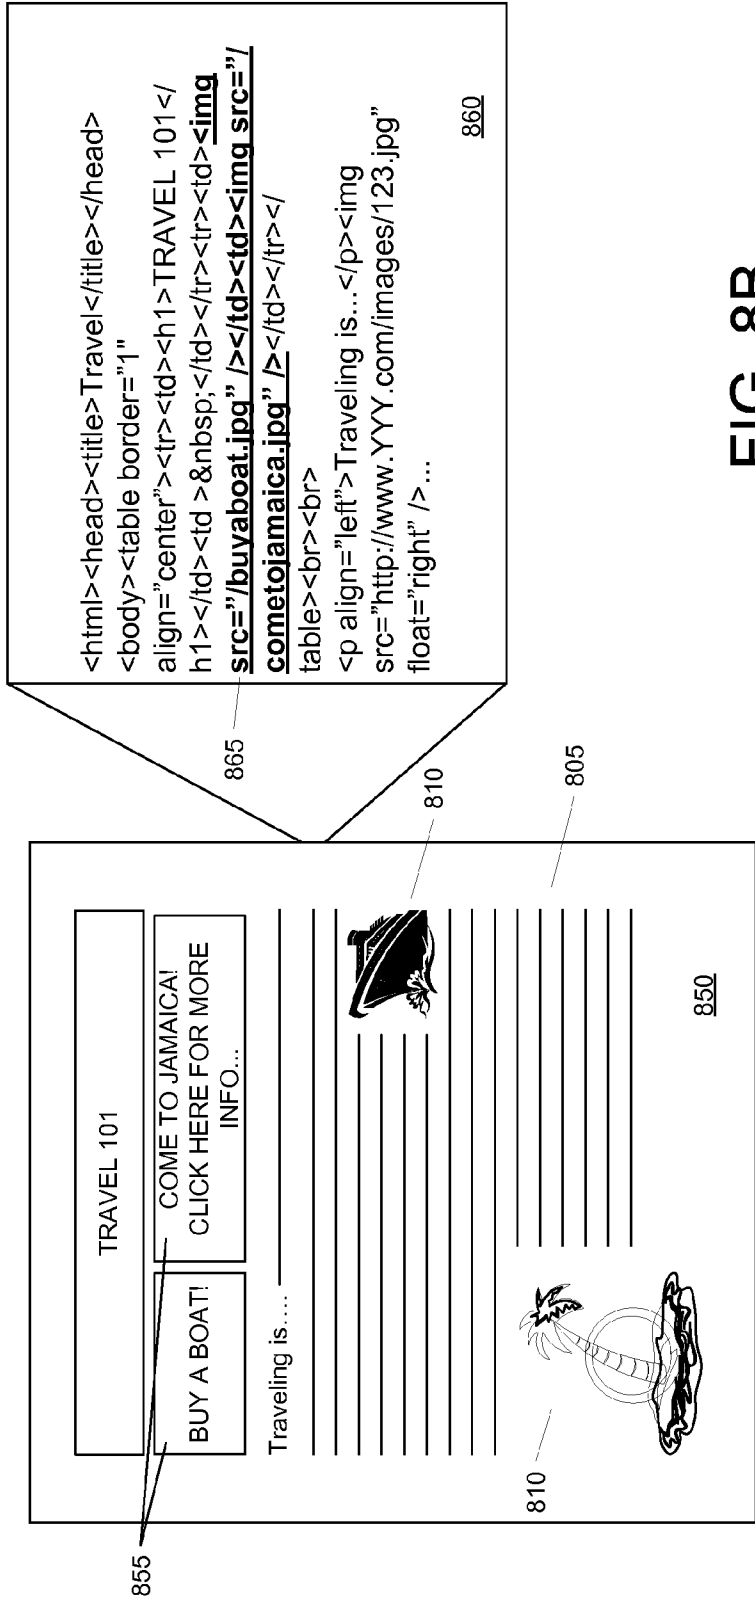 855
TRAVEL 101
BUY A BOAT!
COME TO JAMAICA!
CLICK HERE FOR MORE
INFO...
Traveling is....
810
810
805
850
865
<html><head><title>Travel</title></head>
<body><table border=”1"
align=”center”><tr><td><h1>TRAVEL 101</
h1></td><td >&nbsp;</td></tr><tr><td><img
src=”/buyaboat.jpg” /></td><td><img src=”/
cometojamaica.jpg” /></td></tr></
table><br><br>
<p align=”left”>Traveling is...</p><img
src=”http://www.YYY.com/images/123.jpg”
float=”right” />...
860
FIG. 8B